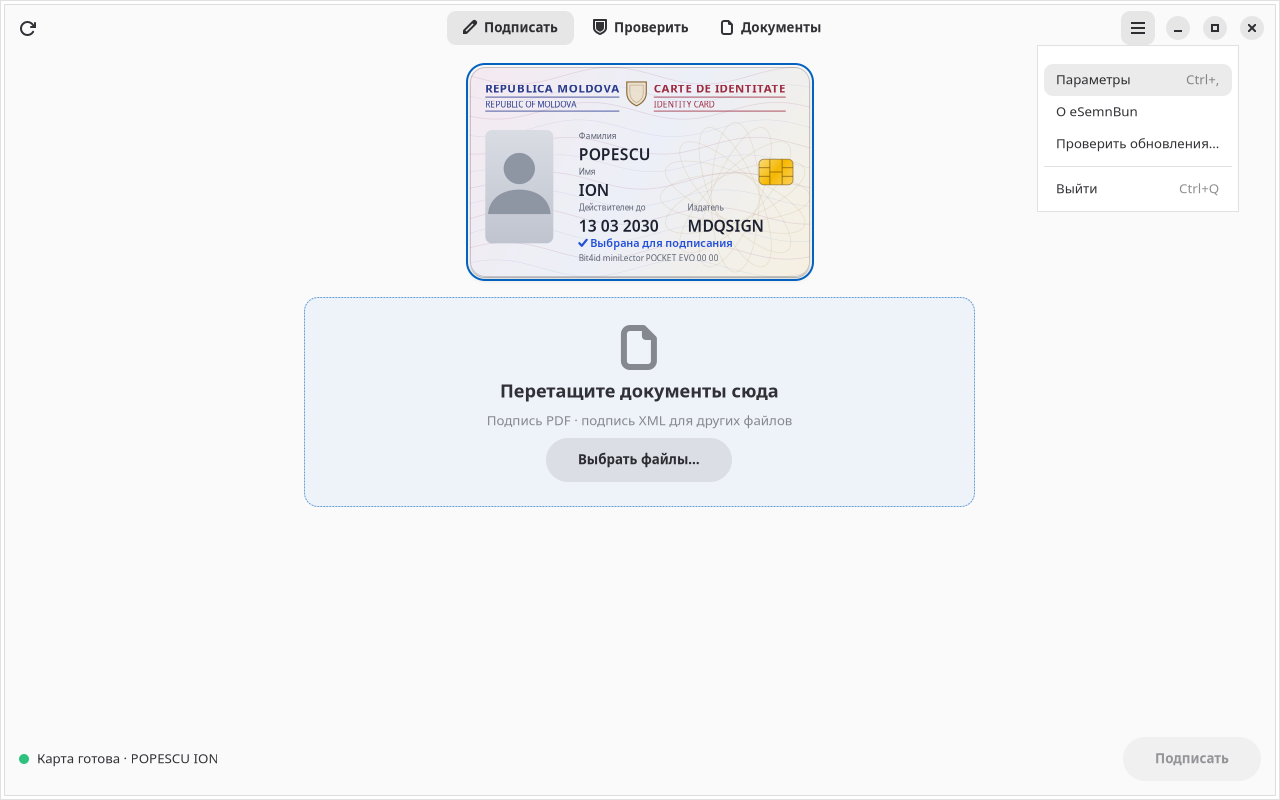 Подписать
Проверить
Документы
Параметры Ctrl+,
О eSemnBun
Проверить обновления...
Выйти Ctrl+Q
REPUBLICA MOLDOVA
REPUBLIC OF MOLDOVA
CARTE DE IDENTITATE
IDENTITY CARD
Фамилия
POPESCU
Имя
ION
Действителен до Издатель
13 03 2030 MDQSIGN
Выбрана для подписания
Bit4id miniLector POCKET EVO 00 00
Перетащите документы сюда
Подпись PDF · подпись XML для других файлов
Выбрать файлы...
Карта готова · POPESCU ION
Подписать